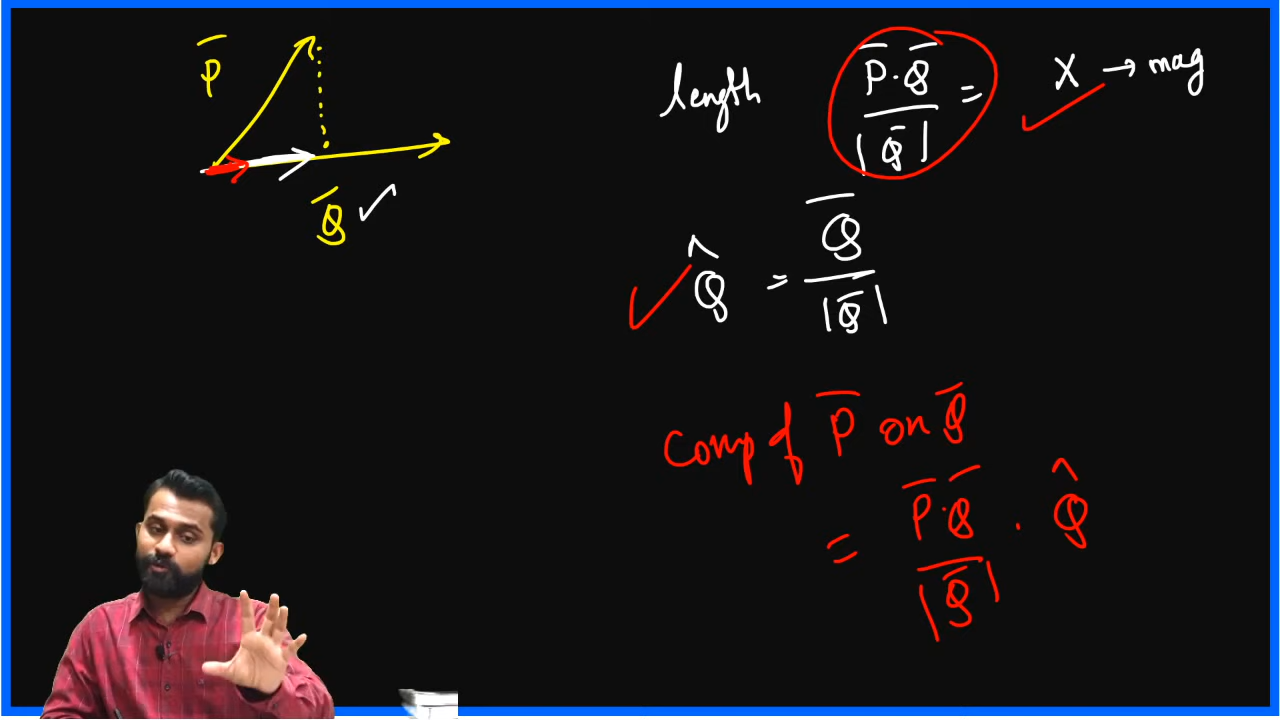 P̄
Q̄ ✓
length P̄·Q̄ / |Q̄| = X → mag
Q̂ = Q̄ / |Q̄|
Comp of P̄ on Q̄
= P̄·Q̄ / |Q̄| · Q̂